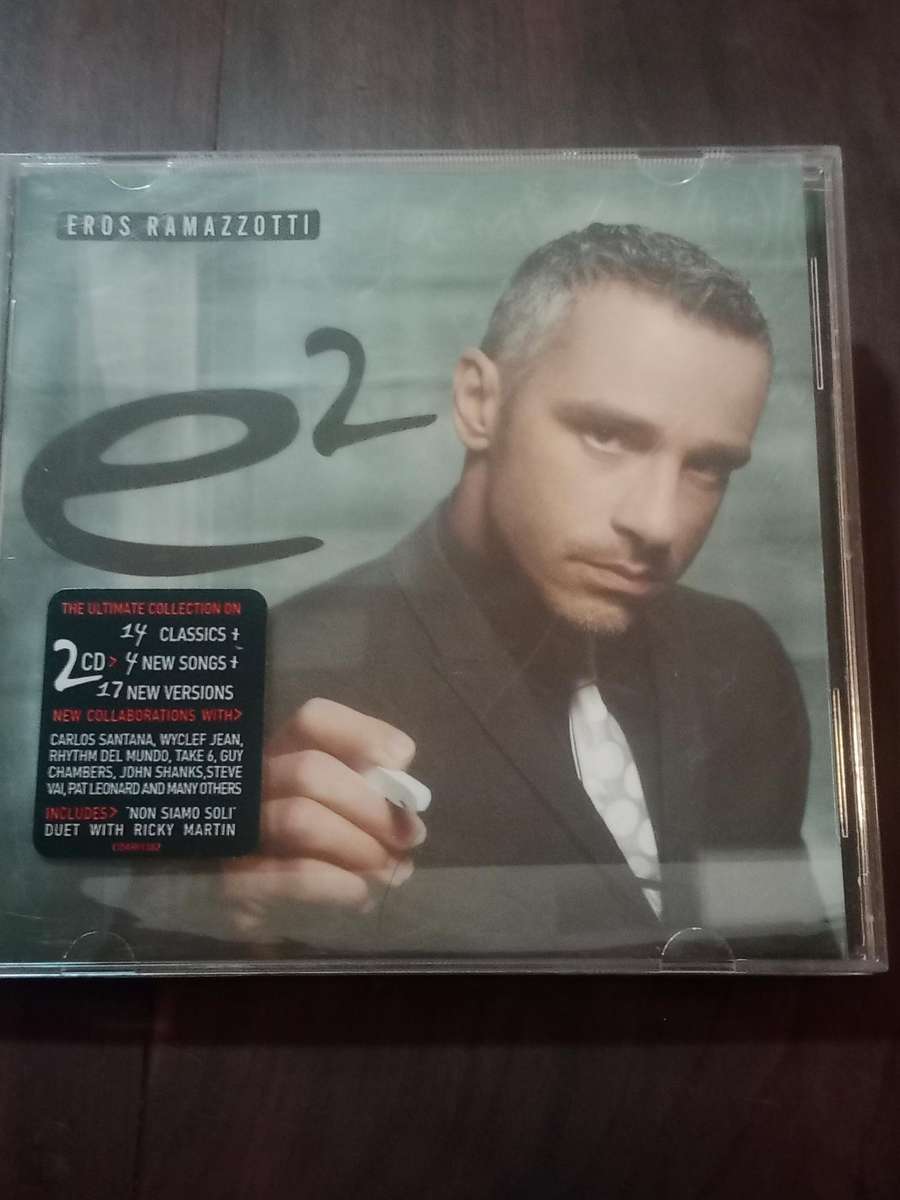 EROS RAMAZZOTTI
e²
THE ULTIMATE COLLECTION ON
14 CLASSICS +
2CD> 4 NEW SONGS +
17 NEW VERSIONS
NEW COLLABORATIONS WITH>
CARLOS SANTANA, WYCLEF JEAN,
RHYTHM DEL MUNDO, TAKE 6, GUY
CHAMBERS, JOHN SHANKS,STEVE
VAI, PAT LEONARD AND MANY OTHERS
INCLUDES> "NON SIAMO SOLI"
DUET WITH RICKY MARTIN